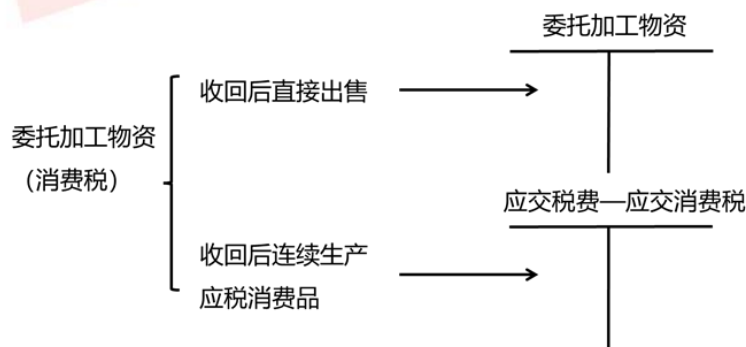 委托加工物资
收回后直接出售
委托加工物资
（消费税）
应交税费—应交消费税
收回后连续生产
应税消费品